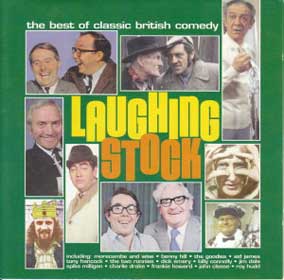 the best of classic british comedy
LAUGHING
STOCK
including: morecambe and wise • benny hill • the goodies • sid james
tony hancock • the two ronnies • dick emery • billy connolly • jim dale
spike milligan • charlie drake • frankie howerd • john cleese • roy hudd